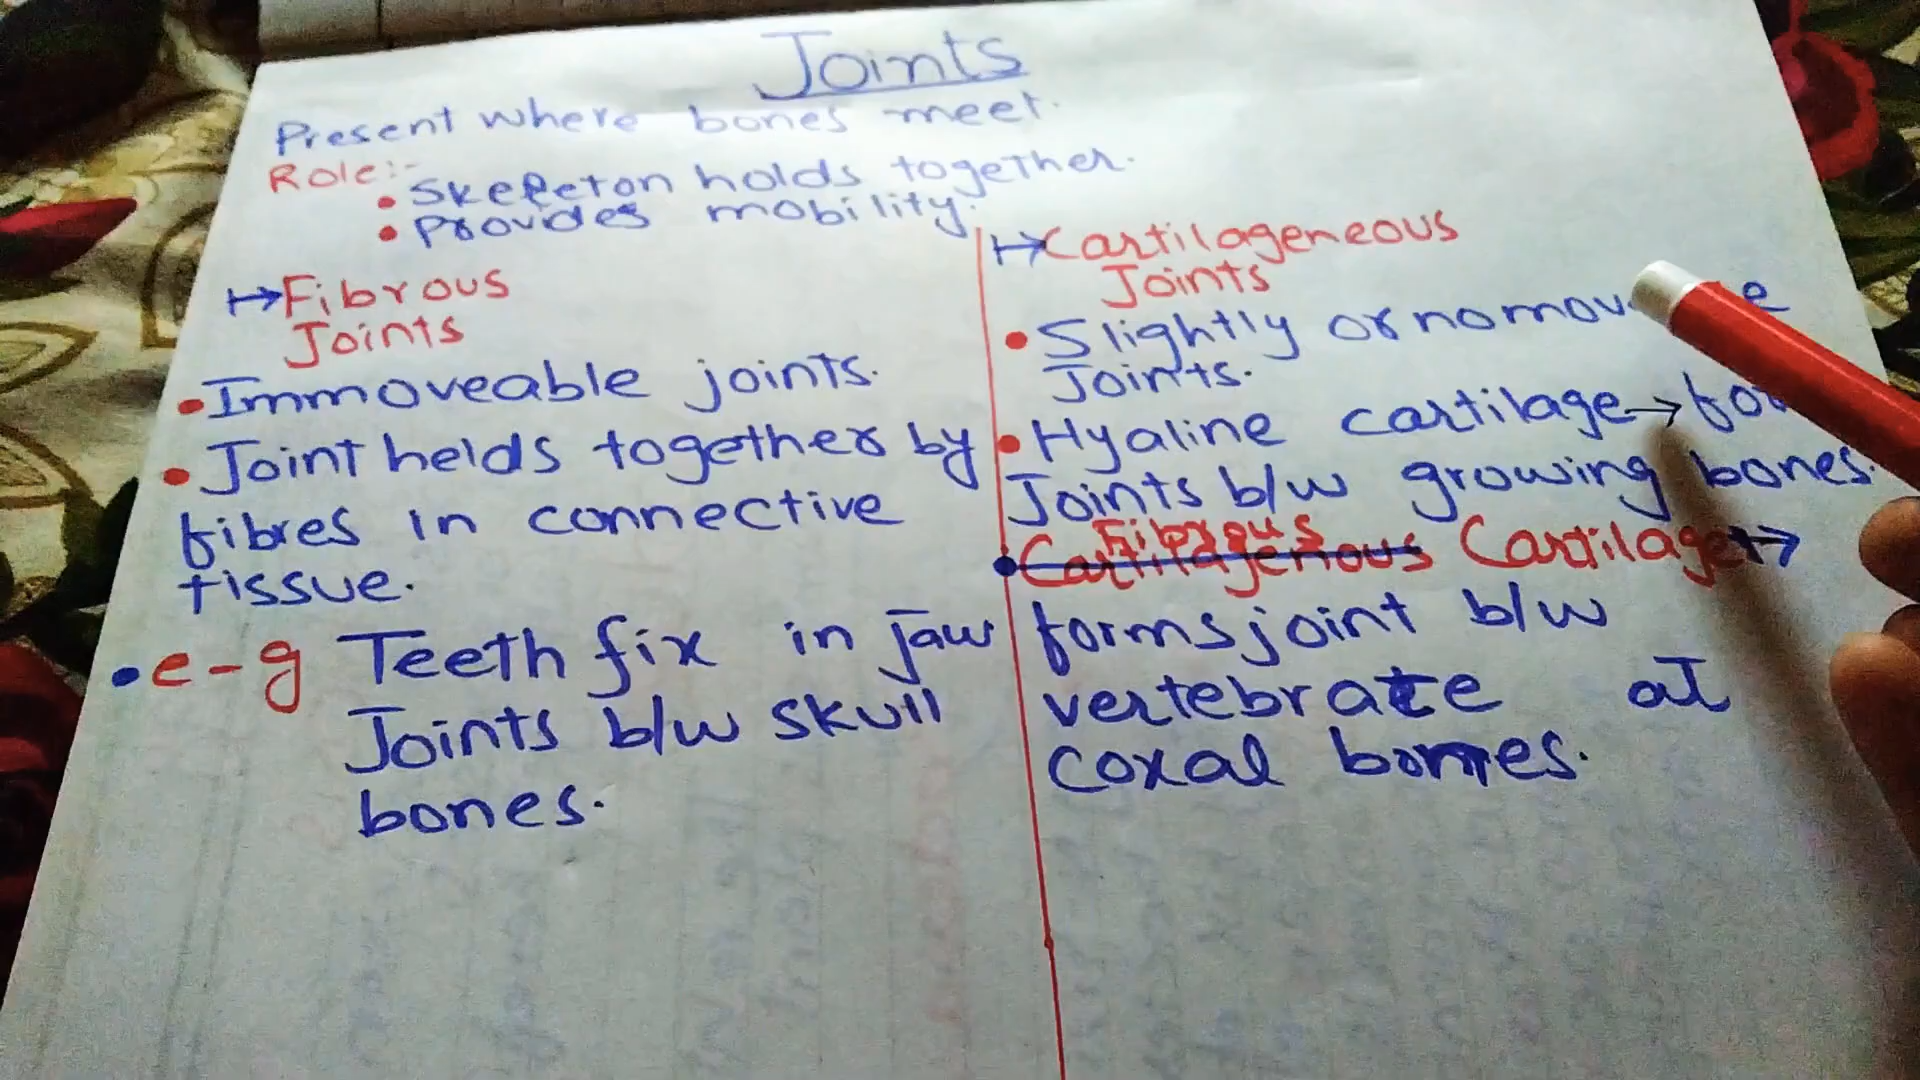 Joints
Present where bones meet.
Role:-
• Skeleton holds together.
• Provides mobility.
↦ Fibrous
Joints
• Immoveable joints.
• Joint helds together by
fibres in connective
tissue.
• e-g Teeth fix in jaw
Joints b/w skull
bones.
↦ Cartilageneous
Joints
• Slightly or no
Joints.
• Hyaline cartilage →
Joints b/w growing bones.
• Fibrous Cartilage →
forms joint b/w
vertebrate at
coxal bones.